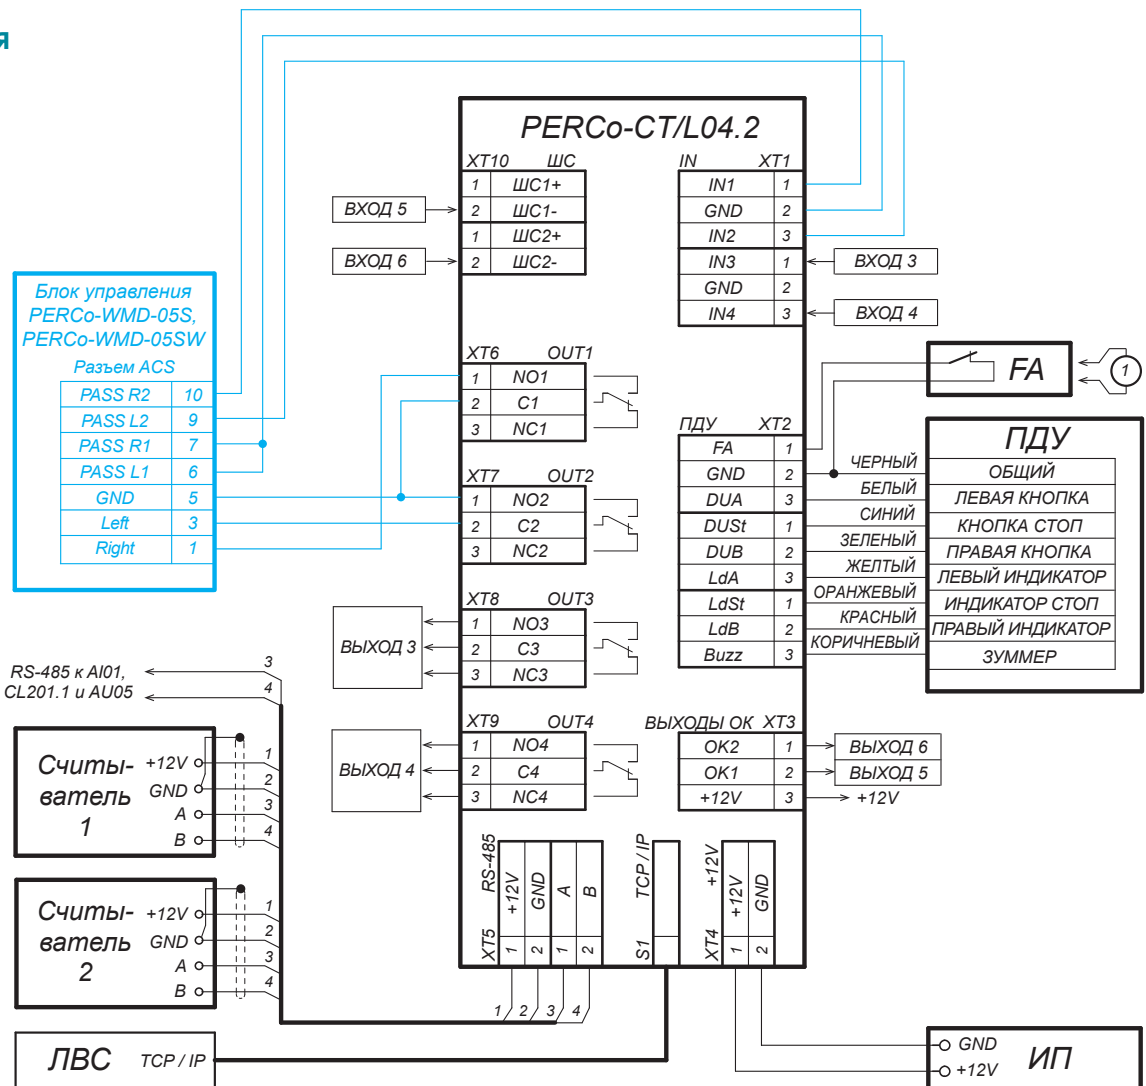 я
PERCo-CT/L04.2
XT10 ШС
1 ШС1+
2 ШС1-
1 ШС2+
2 ШС2-
ВХОД 5
ВХОД 6
IN XT1
IN1 1
GND 2
IN2 3
IN3 1
GND 2
IN4 3
ВХОД 3
ВХОД 4
Блок управления
PERCo-WMD-05S,
PERCo-WMD-05SW
Разъем ACS
PASS R2 10
PASS L2 9
PASS R1 7
PASS L1 6
GND 5
Left 3
Right 1
XT6 OUT1
1 NO1
2 C1
3 NC1
XT7 OUT2
1 NO2
2 C2
3 NC2
XT8 OUT3
1 NO3
2 C3
3 NC3
ВЫХОД 3
XT9 OUT4
1 NO4
2 C4
3 NC4
ВЫХОД 4
FA
1
ПДУ XT2
FA 1
GND 2
DUA 3
DUSt 1
DUB 2
LdA 3
LdSt 1
LdB 2
Buzz 3
ЧЕРНЫЙ
БЕЛЫЙ
СИНИЙ
ЗЕЛЕНЫЙ
ЖЕЛТЫЙ
ОРАНЖЕВЫЙ
КРАСНЫЙ
КОРИЧНЕВЫЙ
ПДУ
ОБЩИЙ
ЛЕВАЯ КНОПКА
КНОПКА СТОП
ПРАВАЯ КНОПКА
ЛЕВЫЙ ИНДИКАТОР
ИНДИКАТОР СТОП
ПРАВЫЙ ИНДИКАТОР
ЗУММЕР
ВЫХОДЫ ОК XT3
OK2 1
OK1 2
+12V 3
ВЫХОД 6
ВЫХОД 5
+12V
RS-485 к AI01,
CL201.1 и AU05
3
4
Считы-
ватель
1
+12V 1
GND 2
A 3
B 4
Считы-
ватель
2
+12V 1
GND 2
A 3
B 4
XT5 RS-485
1 +12V
2 GND
1 A
2 B
1 2 3 4
S1 TCP / IP
XT4 +12V
1 +12V
2 GND
ЛВС TCP / IP
GND
+12V
ИП